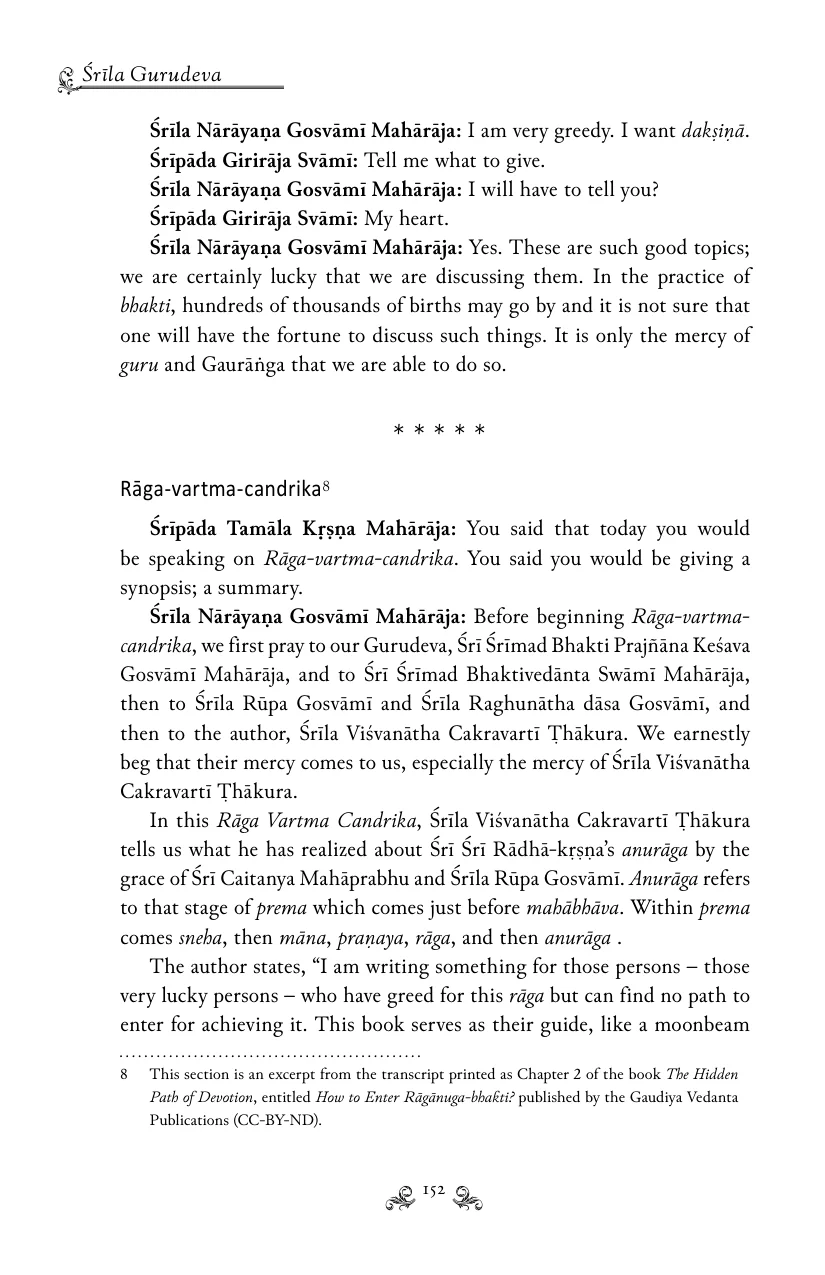 Śrīla Gurudeva
Śrīla Nārāyaṇa Gosvāmī Mahārāja: I am very greedy. I want dakṣiṇā.
Śrīpāda Girirāja Svāmī: Tell me what to give.
Śrīla Nārāyaṇa Gosvāmī Mahārāja: I will have to tell you?
Śrīpāda Girirāja Svāmī: My heart.
Śrīla Nārāyaṇa Gosvāmī Mahārāja: Yes. These are such good topics;
we are certainly lucky that we are discussing them. In the practice of
bhakti, hundreds of thousands of births may go by and it is not sure that
one will have the fortune to discuss such things. It is only the mercy of
guru and Gaurāṅga that we are able to do so.
* * * * *
Rāga-vartma-candrika8
Śrīpāda Tamāla Kṛṣṇa Mahārāja: You said that today you would
be speaking on Rāga-vartma-candrika. You said you would be giving a
synopsis; a summary.
Śrīla Nārāyaṇa Gosvāmī Mahārāja: Before beginning Rāga-vartma-
candrika, we first pray to our Gurudeva, Śrī Śrīmad Bhakti Prajñāna Keśava
Gosvāmī Mahārāja, and to Śrī Śrīmad Bhaktivedānta Swāmī Mahārāja,
then to Śrīla Rūpa Gosvāmī and Śrīla Raghunātha dāsa Gosvāmī, and
then to the author, Śrīla Viśvanātha Cakravartī Ṭhākura. We earnestly
beg that their mercy comes to us, especially the mercy of Śrīla Viśvanātha
Cakravartī Ṭhākura.
In this Rāga Vartma Candrika, Śrīla Viśvanātha Cakravartī Ṭhākura
tells us what he has realized about Śrī Śrī Rādhā-kṛṣṇa’s anurāga by the
grace of Śrī Caitanya Mahāprabhu and Śrīla Rūpa Gosvāmī. Anurāga refers
to that stage of prema which comes just before mahābhāva. Within prema
comes sneha, then māna, praṇaya, rāga, and then anurāga .
The author states, “I am writing something for those persons – those
very lucky persons – who have greed for this rāga but can find no path to
enter for achieving it. This book serves as their guide, like a moonbeam
8 This section is an excerpt from the transcript printed as Chapter 2 of the book The Hidden
Path of Devotion, entitled How to Enter Rāgānuga-bhakti? published by the Gaudiya Vedanta
Publications (CC-BY-ND).
152